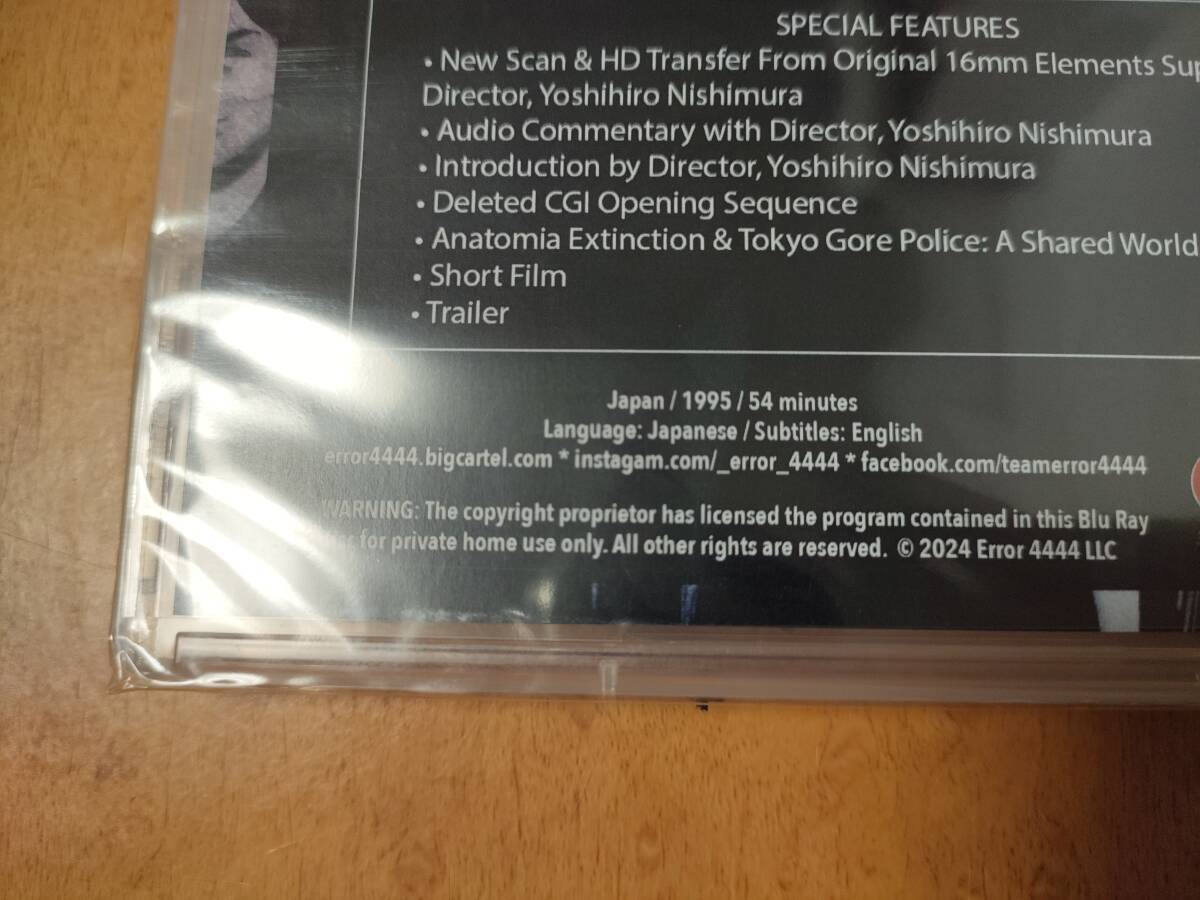 SPECIAL FEATURES
• New Scan & HD Transfer From Original 16mm Elements
Director, Yoshihiro Nishimura
• Audio Commentary with Director, Yoshihiro Nishimura
• Introduction by Director, Yoshihiro Nishimura
• Deleted CGI Opening Sequence
• Anatomia Extinction & Tokyo Gore Police: A Shared World
• Short Film
• Trailer
Japan / 1995 / 54 minutes
Language: Japanese / Subtitles: English
error4444.bigcartel.com * instagam.com/_error_4444 * facebook.com/teamerror4444
WARNING: The copyright proprietor has licensed the program contained in this Blu Ray
for private home use only. All other rights are reserved. © 2024 Error 4444 LLC